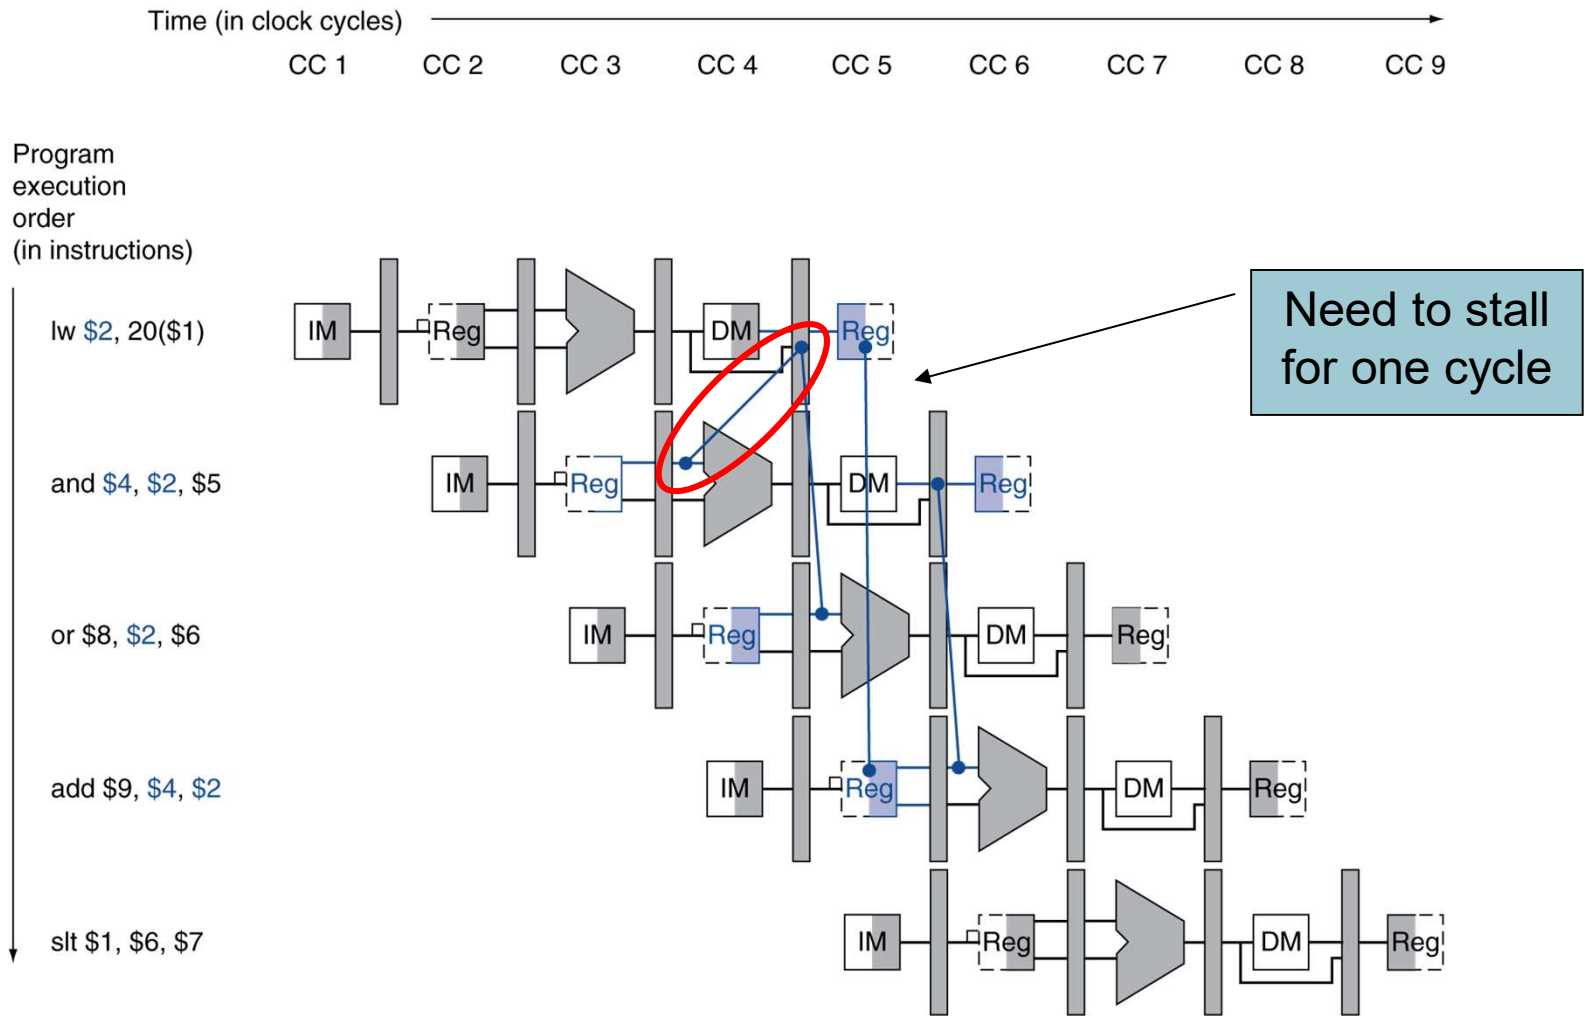 Time (in clock cycles)
CC 1 CC 2 CC 3 CC 4 CC 5 CC 6 CC 7 CC 8 CC 9
Program
execution
order
(in instructions)
Need to stall
for one cycle
lw $2, 20($1) IM Reg DM Reg
and $4, $2, $5 IM Reg DM Reg
or $8, $2, $6 IM Reg DM Reg
add $9, $4, $2 IM Reg DM Reg
slt $1, $6, $7 IM Reg DM Reg